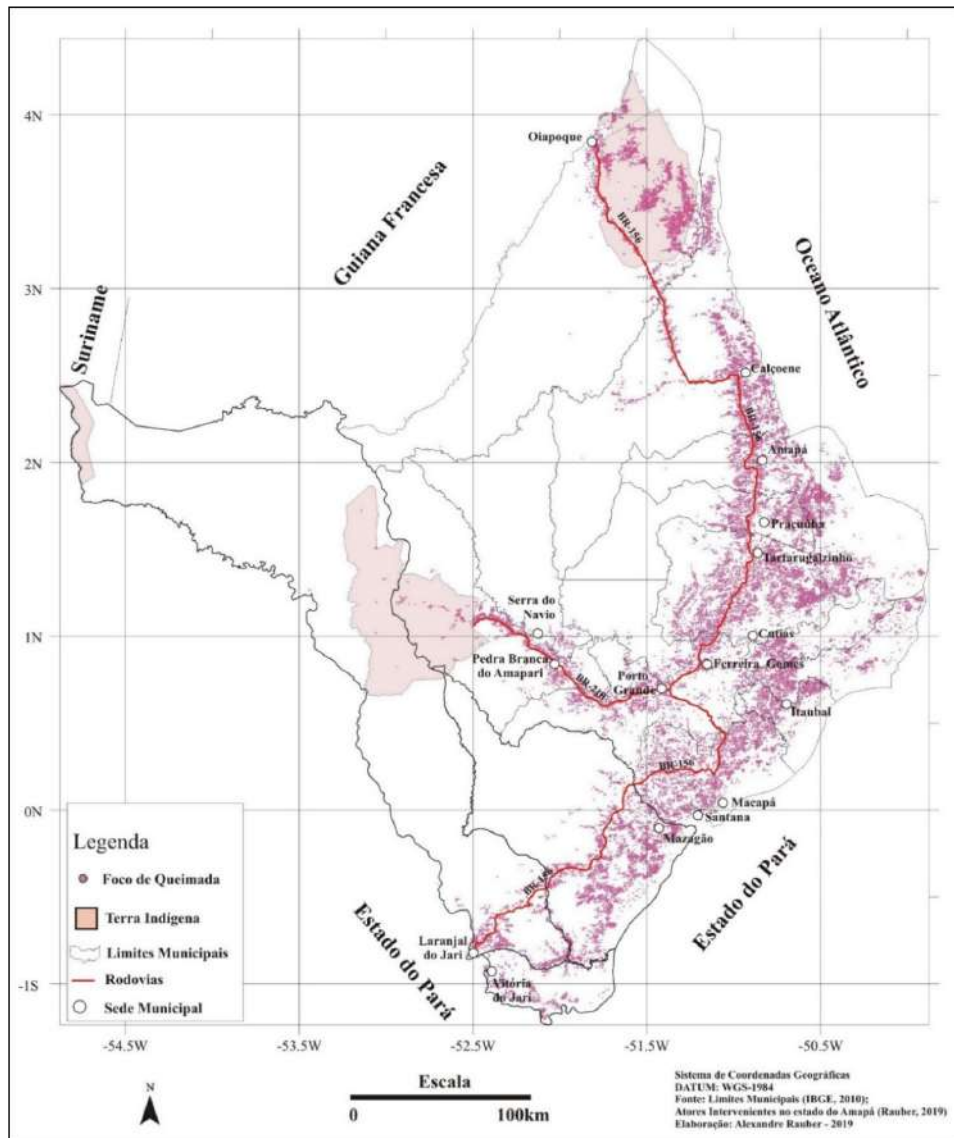 4N
3N
2N
1N
0N
-1S
Oiapoque
BR-156
Guiana Francesa
Suriname
Oceano Atlântico
Calçoene
BR-156
Amapá
Pracuúba
Tartarugalzinho
Serra do
Navio
Cutias
Pedra Branca
do Amapari
Ferreira Gomes
Porto
Grande
BR-210
Itaubal
BR-156
Macapá
Santana
Mazagão
BR-156
Laranjal
do Jari
Vitória
do Jari
Estado do Pará
Estado do Pará
Legenda
Foco de Queimada
Terra Indígena
Limites Municipais
Rodovias
Sede Municipal
-54.5W
-53.5W
-52.5W
-51.5W
-50.5W
N
Escala
0 100km
Sistema de Coordenadas Geográficas
DATUM: WGS-1984
Fonte: Limites Municipais (IBGE, 2010);
Atores Intervenientes no estado do Amapá (Rauber, 2019)
Elaboração: Alexandre Rauber - 2019